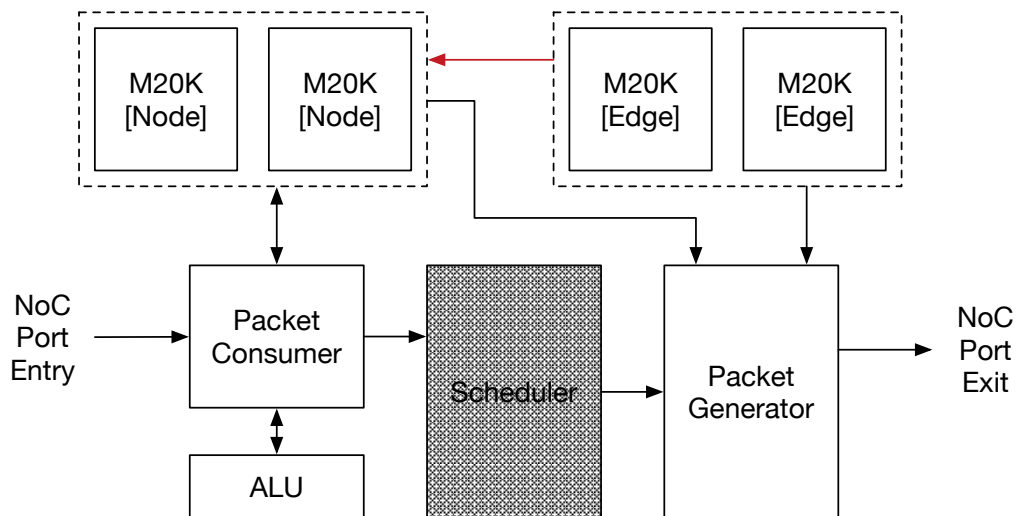 M20K
[Node]
M20K
[Node]
M20K
[Edge]
M20K
[Edge]
NoC
Port
Entry
Packet
Consumer
Scheduler
Packet
Generator
NoC
Port
Exit
ALU